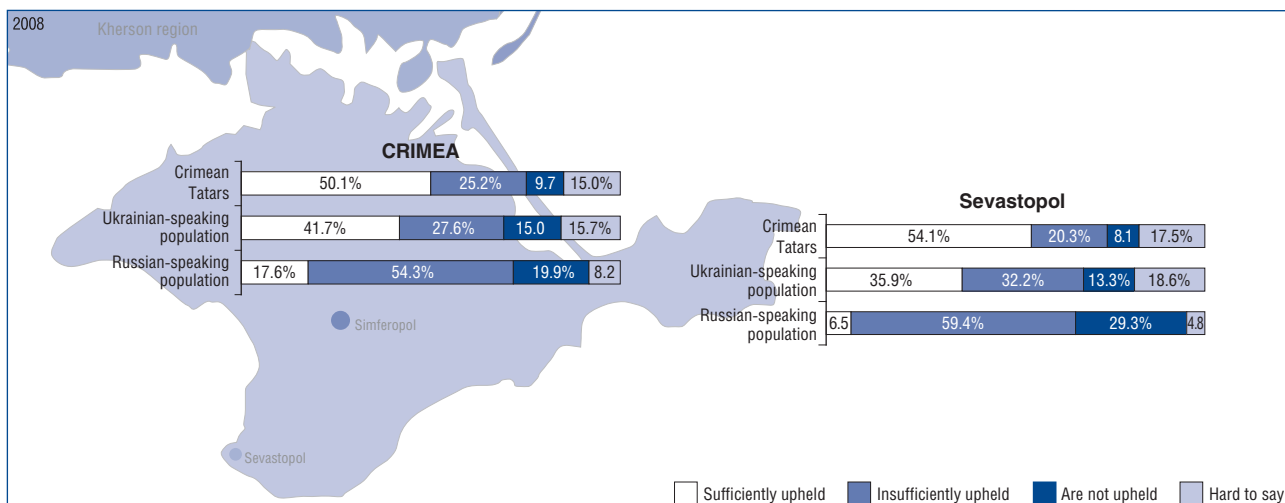 2008
Kherson region
CRIMEA
Crimean
Tatars
50.1% 25.2% 9.7 15.0%
Ukrainian-speaking
population
41.7% 27.6% 15.0 15.7%
Russian-speaking
population
17.6% 54.3% 19.9% 8.2
Simferopol
Sevastopol
Sevastopol
Crimean
Tatars
54.1% 20.3% 8.1 17.5%
Ukrainian-speaking
population
35.9% 32.2% 13.3% 18.6%
Russian-speaking
population
6.5 59.4% 29.3% 4.8
Sufficiently upheld Insufficiently upheld Are not upheld Hard to say